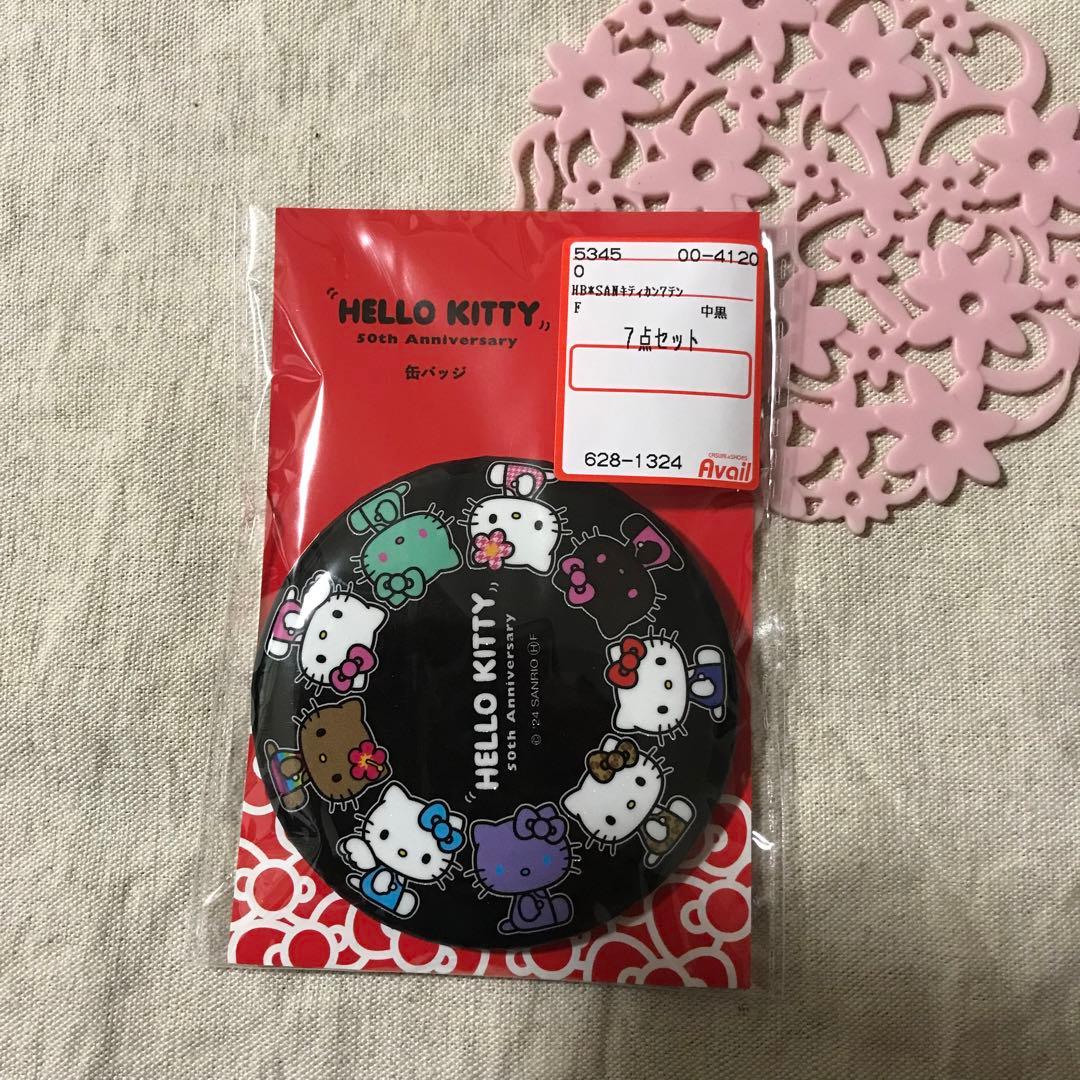 "HELLO KITTY"
50th Anniversary
缶バッジ
5345 00-4120
0
HB*SANキティカン7テン
F 中黒
7点セット
628-1324
CASUAL&SHOES
Avail
"HELLO KITTY"
50th Anniversary
© '24 SANRIO Ⓗ F